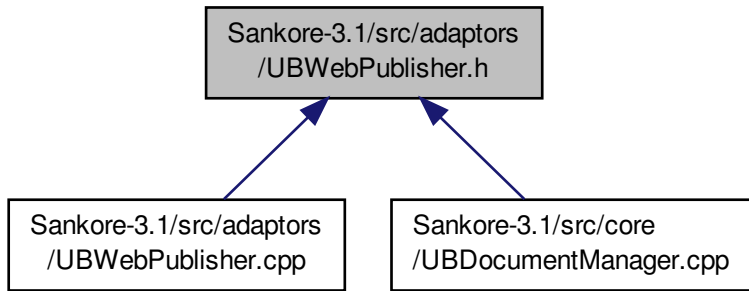 Sankore-3.1/src/adaptors
/UBWebPublisher.h
Sankore-3.1/src/adaptors
/UBWebPublisher.cpp
Sankore-3.1/src/core
/UBDocumentManager.cpp